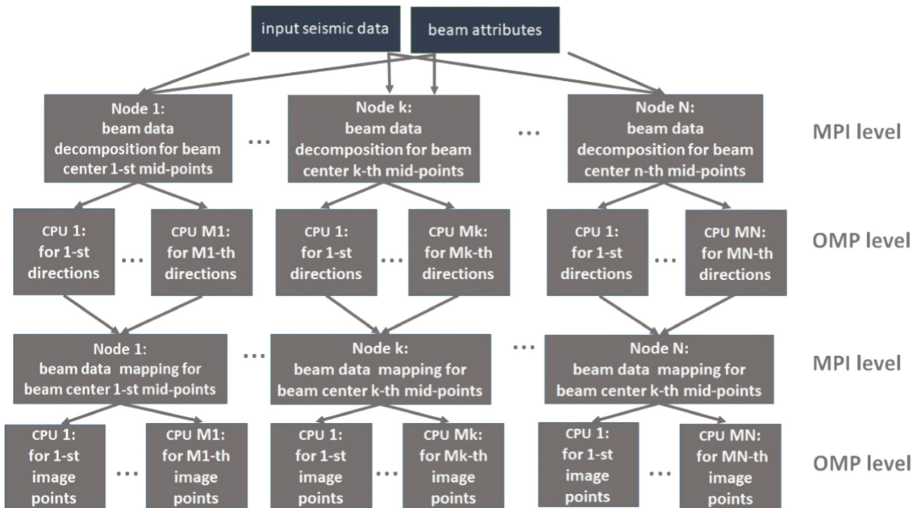 input seismic data
beam attributes
Node 1:
beam data
decomposition for beam
center 1-st mid-points
...
Node k:
beam data
decomposition for beam
center k-th mid-points
...
Node N:
beam data
decomposition for beam
center n-th mid-points
MPI level
CPU 1:
for 1-st
directions
...
CPU M1:
for M1-th
directions
CPU 1:
for 1-st
directions
...
CPU Mk:
for Mk-th
directions
CPU 1:
for 1-st
directions
...
CPU MN:
for MN-th
directions
OMP level
Node 1:
beam data mapping for
beam center 1-st mid-points
...
Node k:
beam data mapping for
beam center k-th mid-points
...
Node N:
beam data mapping for
beam center k-th mid-points
MPI level
CPU 1:
for 1-st
image
points
...
CPU M1:
for M1-th
image
points
CPU 1:
for 1-st
image
points
...
CPU Mk:
for Mk-th
image
points
CPU 1:
for 1-st
image
points
...
CPU MN:
for MN-th
image
points
OMP level